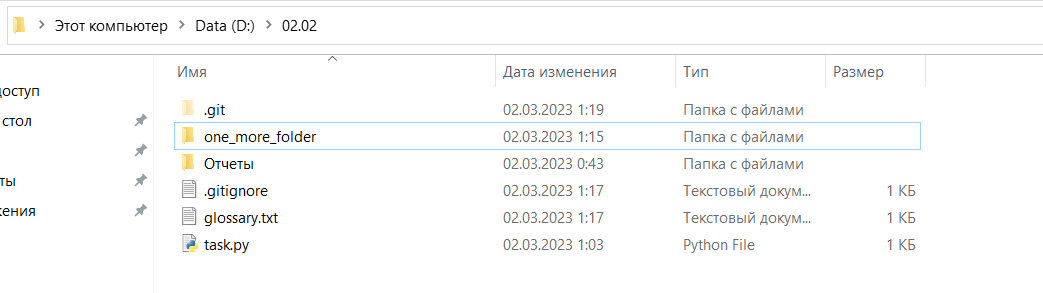 Этот компьютер > Data (D:) > 02.02
Имя Дата изменения Тип Размер
доступ
стол
ты
жения
.git 02.03.2023 1:19 Папка с файлами
one_more_folder 02.03.2023 1:15 Папка с файлами
Отчеты 02.03.2023 0:43 Папка с файлами
.gitignore 02.03.2023 1:17 Текстовый докум... 1 КБ
glossary.txt 02.03.2023 1:17 Текстовый докум... 1 КБ
task.py 02.03.2023 1:03 Python File 1 КБ